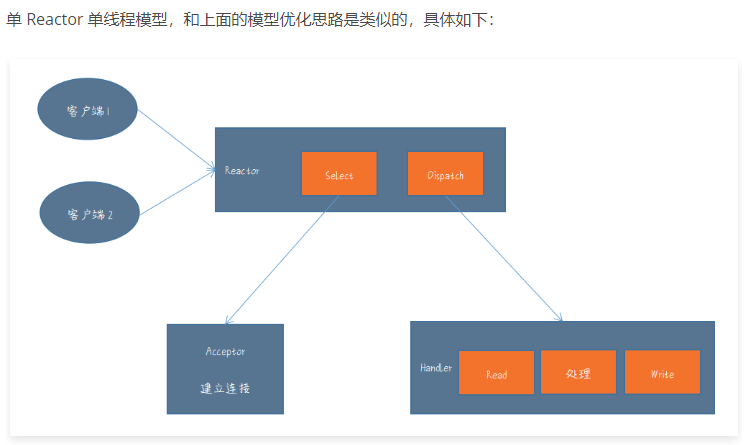 单 Reactor 单线程模型，和上面的模型优化思路是类似的，具体如下：
客户端1
客户端2
Reactor
Select
Dispatch
Acceptor
建立连接
Handler
Read
处理
Write